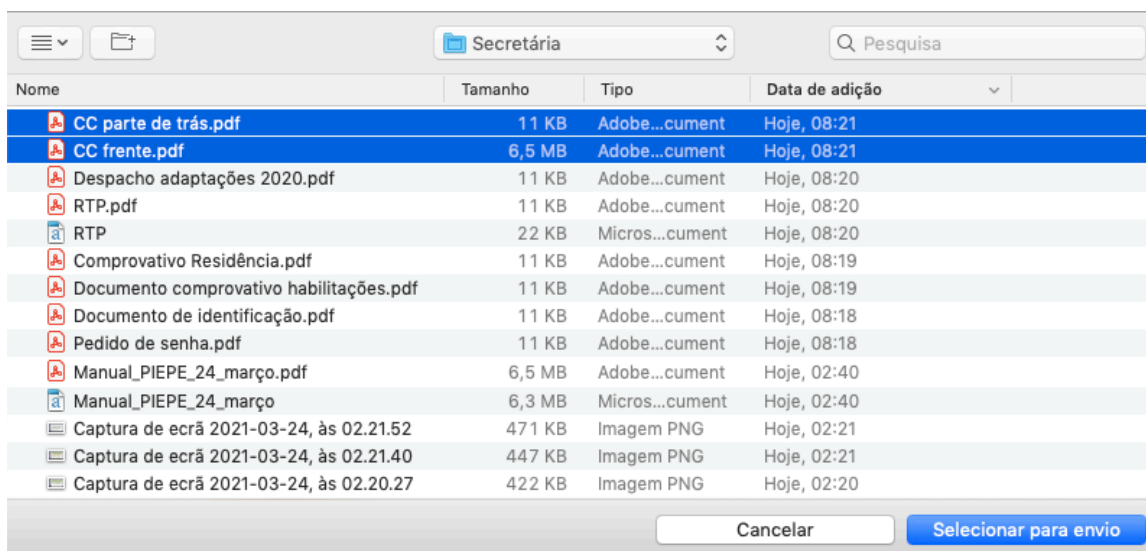 Secretária Pesquisa
Nome Tamanho Tipo Data de adição
CC parte de trás.pdf 11 KB Adobe...cument Hoje, 08:21
CC frente.pdf 6,5 MB Adobe...cument Hoje, 08:21
Despacho adaptações 2020.pdf 11 KB Adobe...cument Hoje, 08:20
RTP.pdf 11 KB Adobe...cument Hoje, 08:20
RTP 22 KB Micros...cument Hoje, 08:20
Comprovativo Residência.pdf 11 KB Adobe...cument Hoje, 08:19
Documento comprovativo habilitações.pdf 11 KB Adobe...cument Hoje, 08:19
Documento de identificação.pdf 11 KB Adobe...cument Hoje, 08:18
Pedido de senha.pdf 11 KB Adobe...cument Hoje, 08:18
Manual_PIEPE_24_março.pdf 6,5 MB Adobe...cument Hoje, 02:40
Manual_PIEPE_24_março 6,3 MB Micros...cument Hoje, 02:40
Captura de ecrã 2021-03-24, às 02.21.52 471 KB Imagem PNG Hoje, 02:21
Captura de ecrã 2021-03-24, às 02.21.40 447 KB Imagem PNG Hoje, 02:21
Captura de ecrã 2021-03-24, às 02.20.27 422 KB Imagem PNG Hoje, 02:20
Cancelar Selecionar para envio